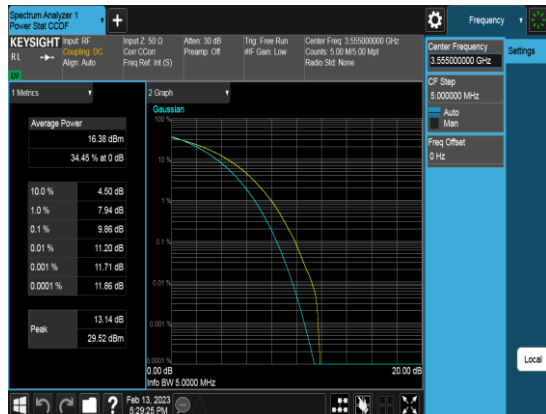 Spectrum Analyzer 1
Power Stat CCDF
Frequency
KEYSIGHT
Input: RF
Coupling: DC
Align: Auto
Input Z: 50 Ω
Corr CCorr
Freq Ref: Int (S)
Atten: 30 dB
Preamp: Off
Trig: Free Run
#IF Gain: Low
Center Freq: 3.555000000 GHz
Counts: 5.00 M/5.00 Mpt
Radio Std: None
RL
Center Frequency
3.555000000 GHz
Settings
CF Step
5.000000 MHz
Auto
Man
Freq Offset
0 Hz
1 Metrics
Average Power
16.38 dBm
34.45 % at 0 dB
10.0 % 4.50 dB
1.0 % 7.94 dB
0.1 % 9.86 dB
0.01 % 11.20 dB
0.001 % 11.71 dB
0.0001 % 11.86 dB
Peak
13.14 dB
29.52 dBm
2 Graph
Gaussian
100 %
10 %
1 %
0.1 %
0.01 %
0.001 %
0.0001 %
0.00 dB 20.00 dB
Info BW 5.0000 MHz
Local
Feb 13, 2023
5:29:25 PM